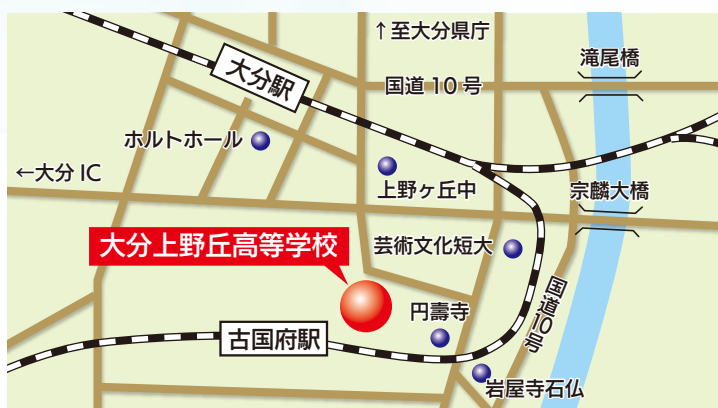 ↑至大分県庁
滝尾橋
大分駅
国道10号
ホルトホール
←大分IC
上野ヶ丘中
宗麟大橋
大分上野丘高等学校
芸術文化短大
国道10号
円壽寺
古国府駅
岩屋寺石仏